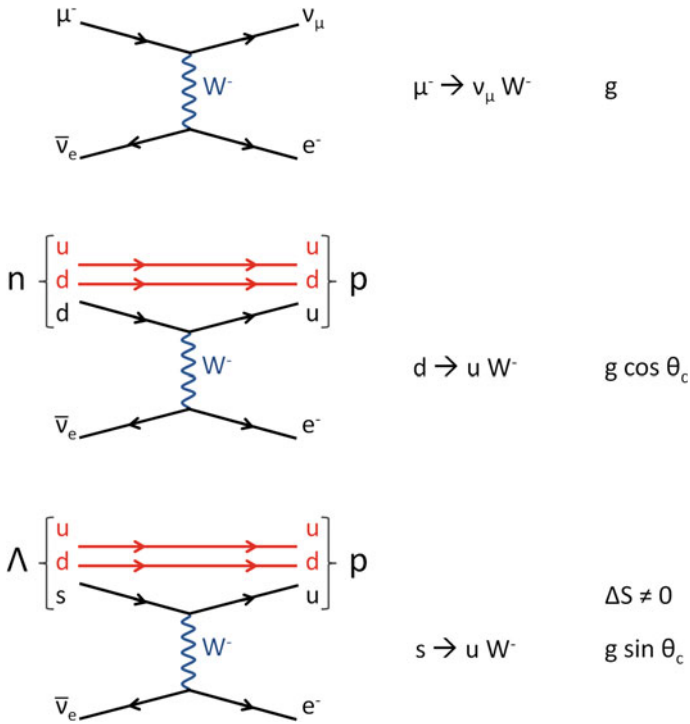 μ⁻ ν_μ
W⁻
μ⁻ → ν_μ W⁻ g
ν̅_e e⁻
u u
n d d p
d u
W⁻
d → u W⁻ g cos θ_c
ν̅_e e⁻
u u
Λ d d p
s u
ΔS ≠ 0
W⁻
s → u W⁻ g sin θ_c
ν̅_e e⁻